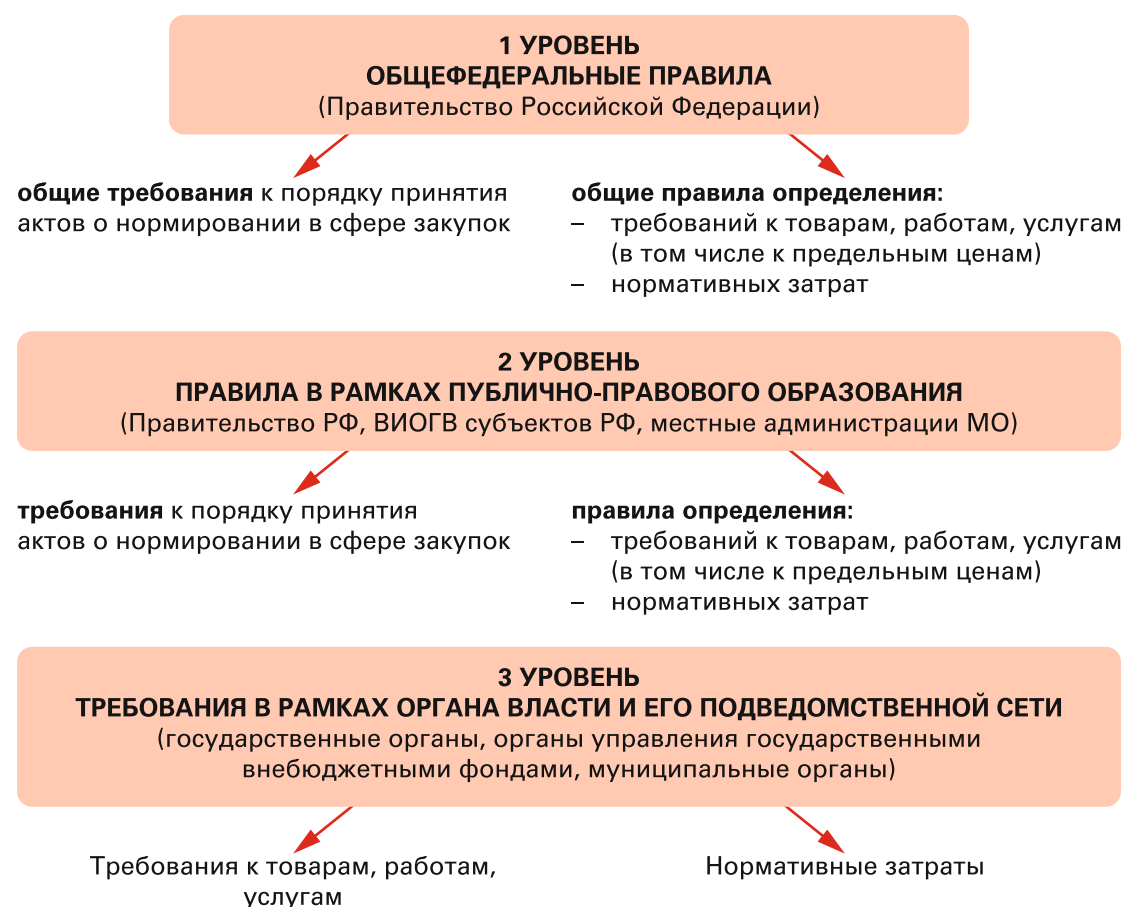 1 УРОВЕНЬ
ОБЩЕФЕДЕРАЛЬНЫЕ ПРАВИЛА
(Правительство Российской Федерации)
общие требования к порядку принятия
актов о нормировании в сфере закупок
общие правила определения:
– требований к товарам, работам, услугам
(в том числе к предельным ценам)
– нормативных затрат
2 УРОВЕНЬ
ПРАВИЛА В РАМКАХ ПУБЛИЧНО-ПРАВОВОГО ОБРАЗОВАНИЯ
(Правительство РФ, ВИОГВ субъектов РФ, местные администрации МО)
требования к порядку принятия
актов о нормировании в сфере закупок
правила определения:
– требований к товарам, работам, услугам
(в том числе к предельным ценам)
– нормативных затрат
3 УРОВЕНЬ
ТРЕБОВАНИЯ В РАМКАХ ОРГАНА ВЛАСТИ И ЕГО ПОДВЕДОМСТВЕННОЙ СЕТИ
(государственные органы, органы управления государственными
внебюджетными фондами, муниципальные органы)
Требования к товарам, работам,
услугам
Нормативные затраты